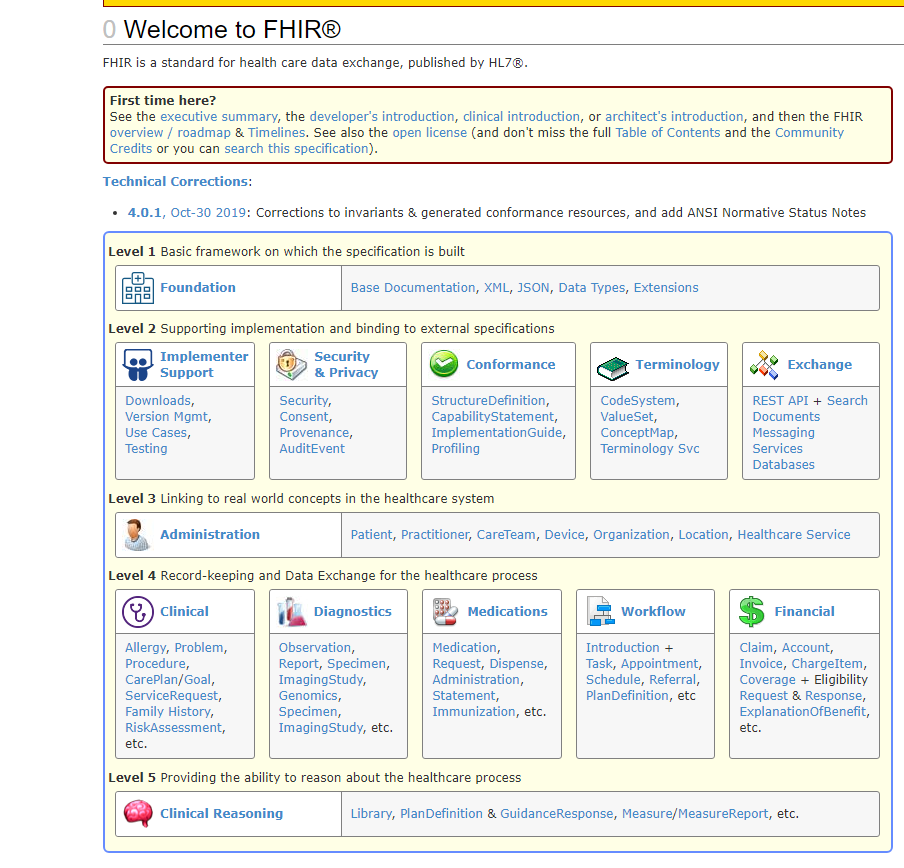 0 Welcome to FHIR®
FHIR is a standard for health care data exchange, published by HL7®.
First time here?
See the executive summary, the developer's introduction, clinical introduction, or architect's introduction, and then the FHIR
overview / roadmap & Timelines. See also the open license (and don't miss the full Table of Contents and the Community
Credits or you can search this specification).
Technical Corrections:
• 4.0.1, Oct-30 2019: Corrections to invariants & generated conformance resources, and add ANSI Normative Status Notes
Level 1 Basic framework on which the specification is built
Foundation
Base Documentation, XML, JSON, Data Types, Extensions
Level 2 Supporting implementation and binding to external specifications
Implementer
Support
Downloads,
Version Mgmt,
Use Cases,
Testing
Security
& Privacy
Security,
Consent,
Provenance,
AuditEvent
Conformance
StructureDefinition,
CapabilityStatement,
ImplementationGuide,
Profiling
Terminology
CodeSystem,
ValueSet,
ConceptMap,
Terminology Svc
Exchange
REST API + Search
Documents
Messaging
Services
Databases
Level 3 Linking to real world concepts in the healthcare system
Administration
Patient, Practitioner, CareTeam, Device, Organization, Location, Healthcare Service
Level 4 Record-keeping and Data Exchange for the healthcare process
Clinical
Allergy, Problem,
Procedure,
CarePlan/Goal,
ServiceRequest,
Family History,
RiskAssessment,
etc.
Diagnostics
Observation,
Report, Specimen,
ImagingStudy,
Genomics,
Specimen,
ImagingStudy, etc.
Medications
Medication,
Request, Dispense,
Administration,
Statement,
Immunization, etc.
Workflow
Introduction +
Task, Appointment,
Schedule, Referral,
PlanDefinition, etc
Financial
Claim, Account,
Invoice, ChargeItem,
Coverage + Eligibility
Request & Response,
ExplanationOfBenefit,
etc.
Level 5 Providing the ability to reason about the healthcare process
Clinical Reasoning
Library, PlanDefinition & GuidanceResponse, Measure/MeasureReport, etc.